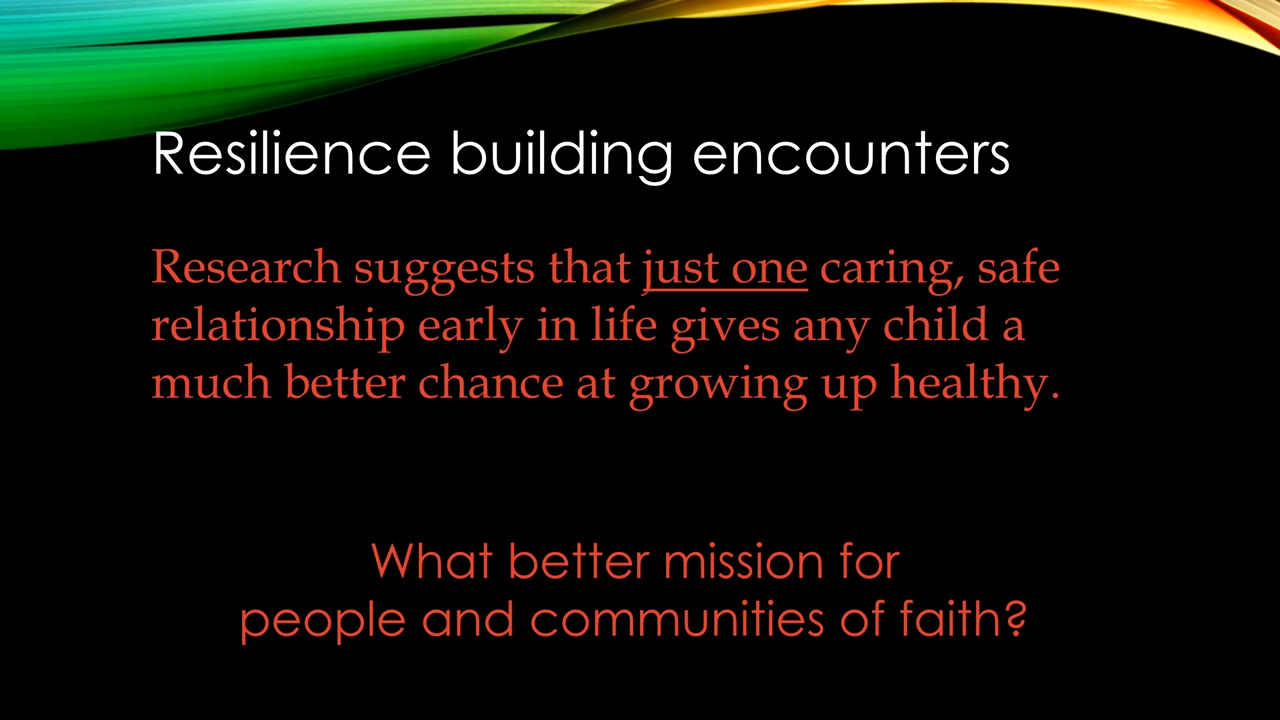 Resilience building encounters
Research suggests that just one caring, safe
relationship early in life gives any child a
much better chance at growing up healthy.
What better mission for
people and communities of faith?